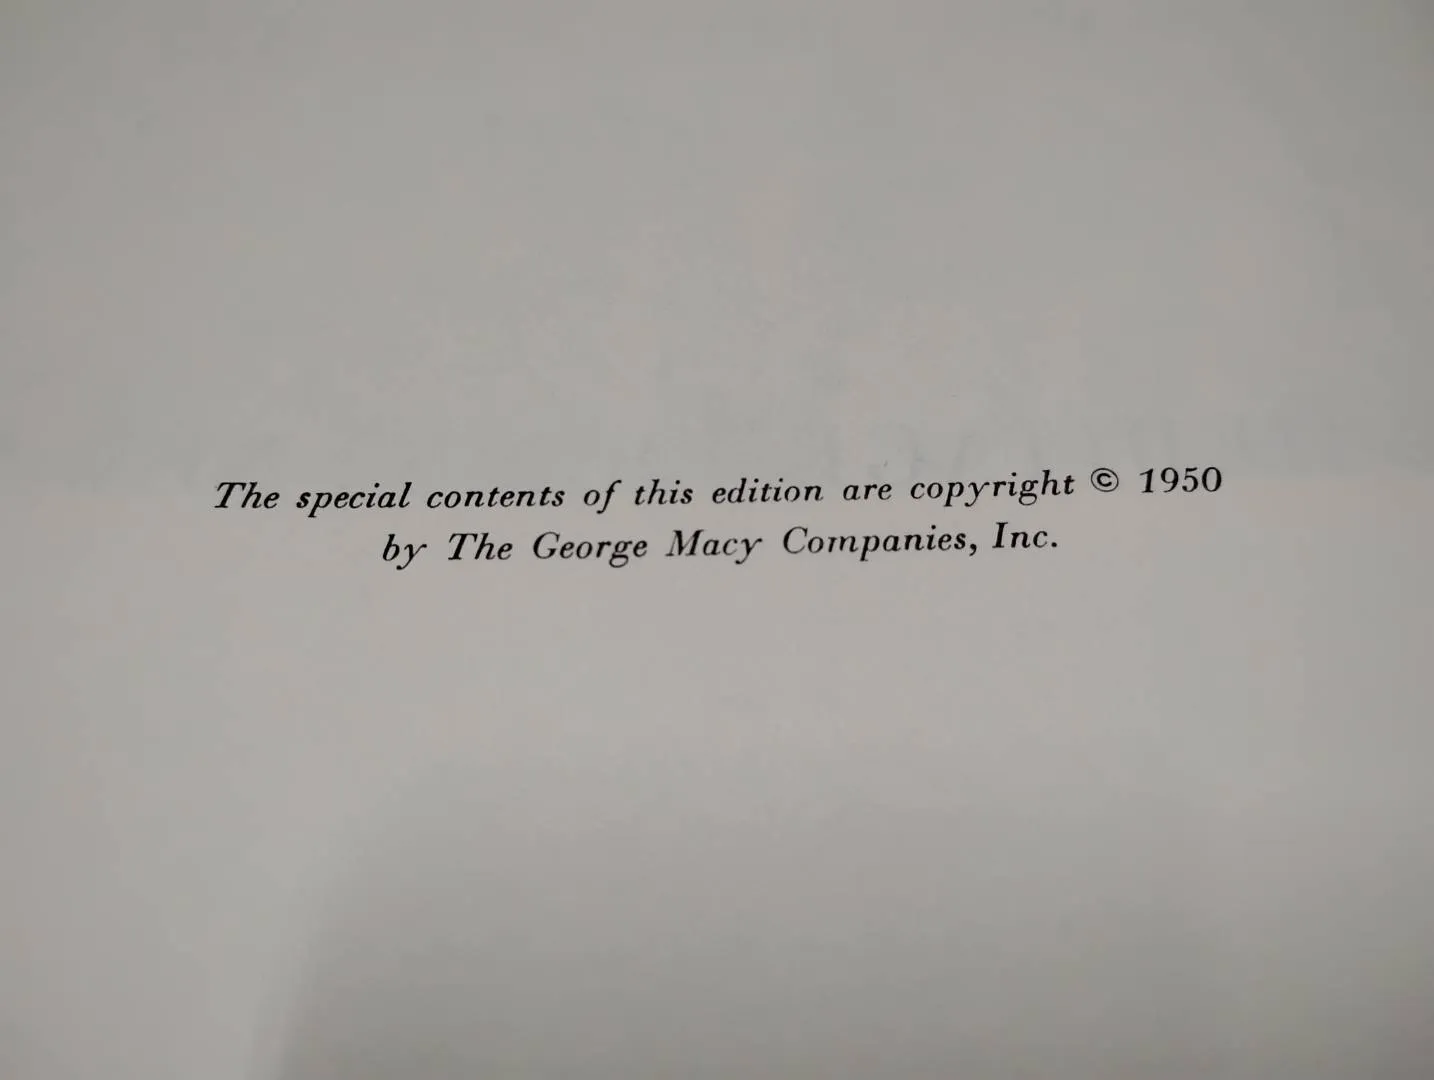 The special contents of this edition are copyright © 1950
by The George Macy Companies, Inc.